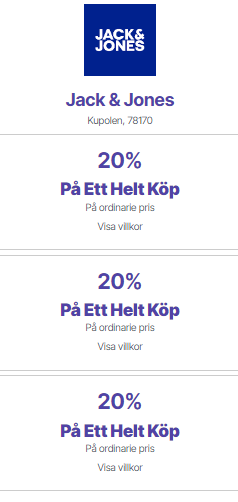 JACK&
JONES
Jack & Jones
Kupolen, 78170
20%
På Ett Helt Köp
På ordinarie pris
Visa villkor
20%
På Ett Helt Köp
På ordinarie pris
Visa villkor
20%
På Ett Helt Köp
På ordinarie pris
Visa villkor